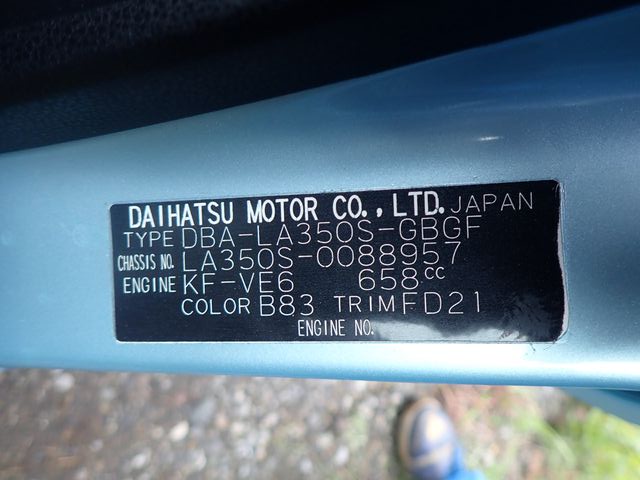 DAIHATSU MOTOR CO., LTD. JAPAN
TYPE DBA-LA350S-GBGF
CHASSIS NO. LA350S-0088957
ENGINE KF-VE6 658cc
COLOR B83 TRIM FD21
ENGINE NO.